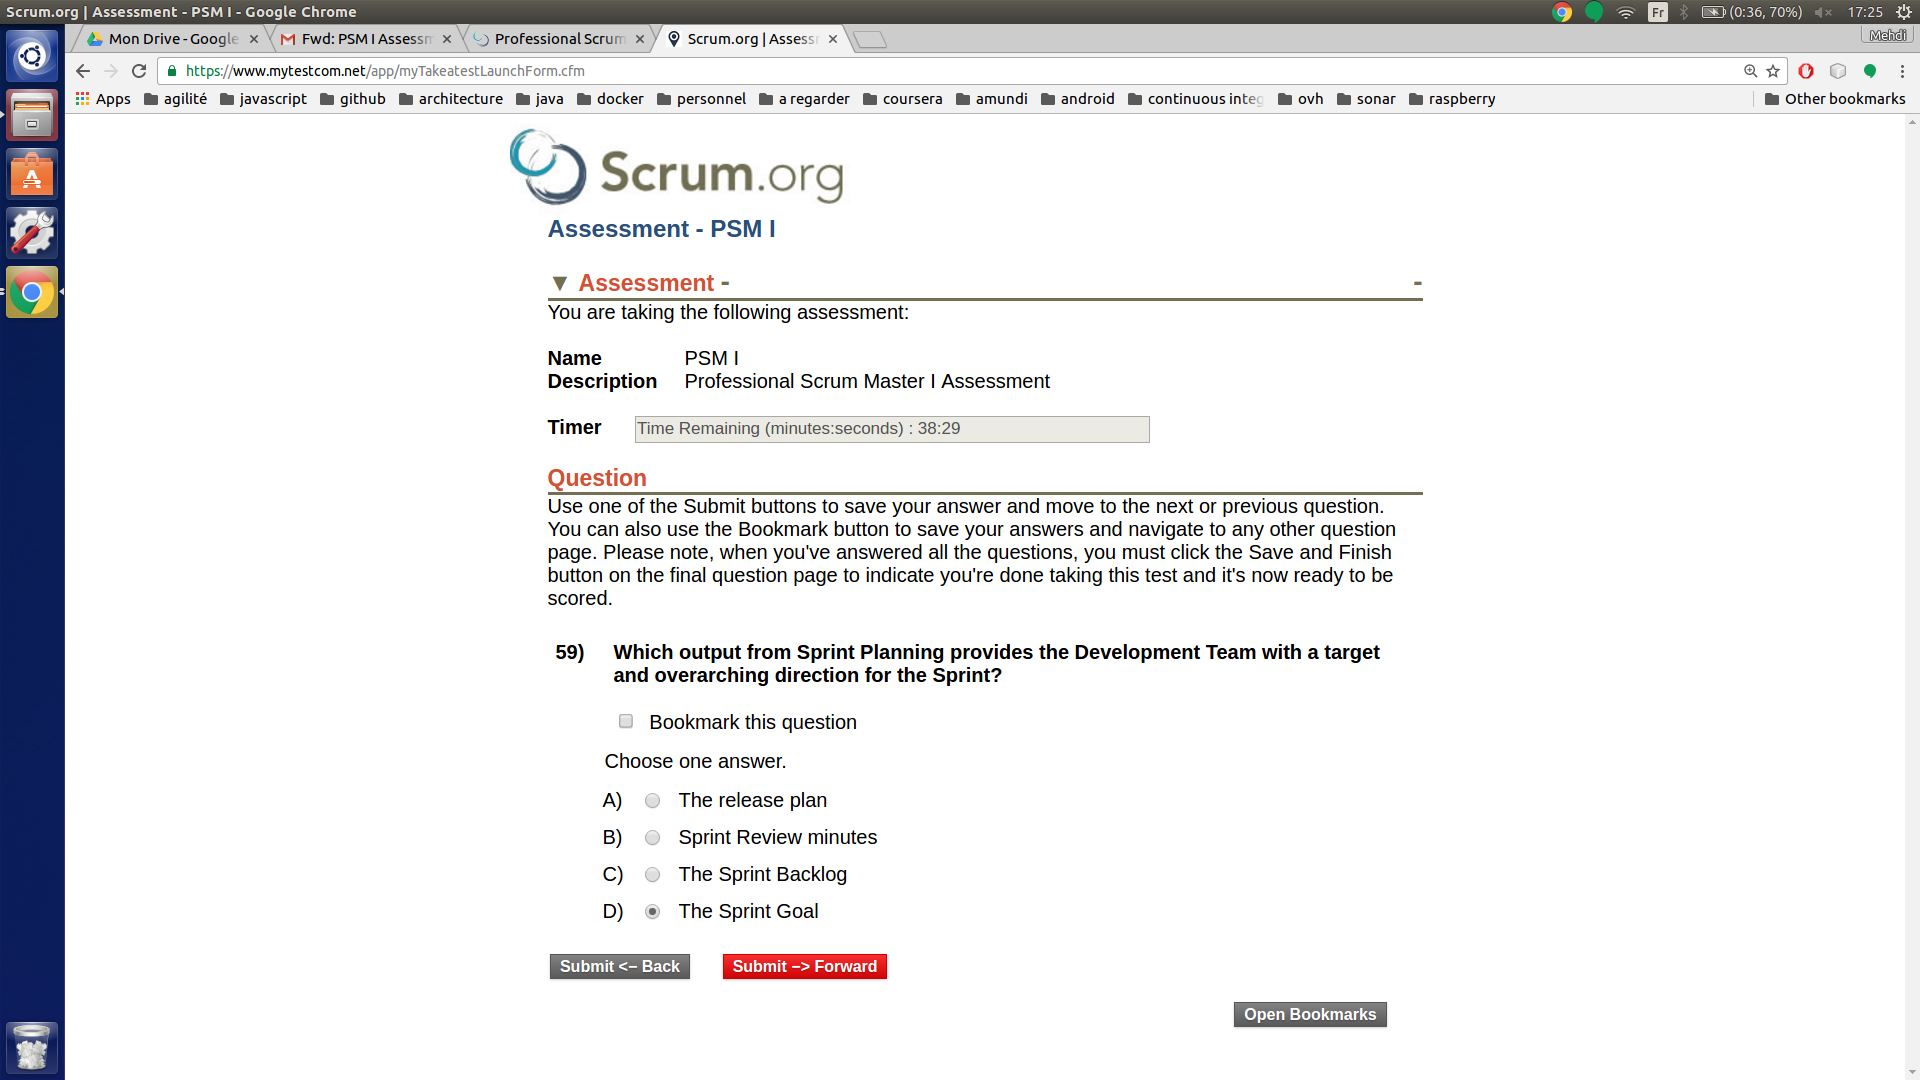 Scrum.org | Assessment - PSM I - Google Chrome
Fr
(0:36, 70%)
17:25
Mon Drive - Google
Fwd: PSM I Assessm
Professional Scrum
Scrum.org | Assess
Mehdi
https://www.mytestcom.net/app/myTakeatestLaunchForm.cfm
Apps agilité javascript github architecture java docker personnel a regarder coursera amundi android continuous integ ovh sonar raspberry Other bookmarks
Scrum.org
Assessment - PSM I
▼ Assessment - -
You are taking the following assessment:
Name PSM I
Description Professional Scrum Master I Assessment
Timer Time Remaining (minutes:seconds) : 38:29
Question
Use one of the Submit buttons to save your answer and move to the next or previous question.
You can also use the Bookmark button to save your answers and navigate to any other question
page. Please note, when you've answered all the questions, you must click the Save and Finish
button on the final question page to indicate you're done taking this test and it's now ready to be
scored.
59) Which output from Sprint Planning provides the Development Team with a target
and overarching direction for the Sprint?
Bookmark this question
Choose one answer.
A) The release plan
B) Sprint Review minutes
C) The Sprint Backlog
D) The Sprint Goal
Submit <– Back
Submit –> Forward
Open Bookmarks